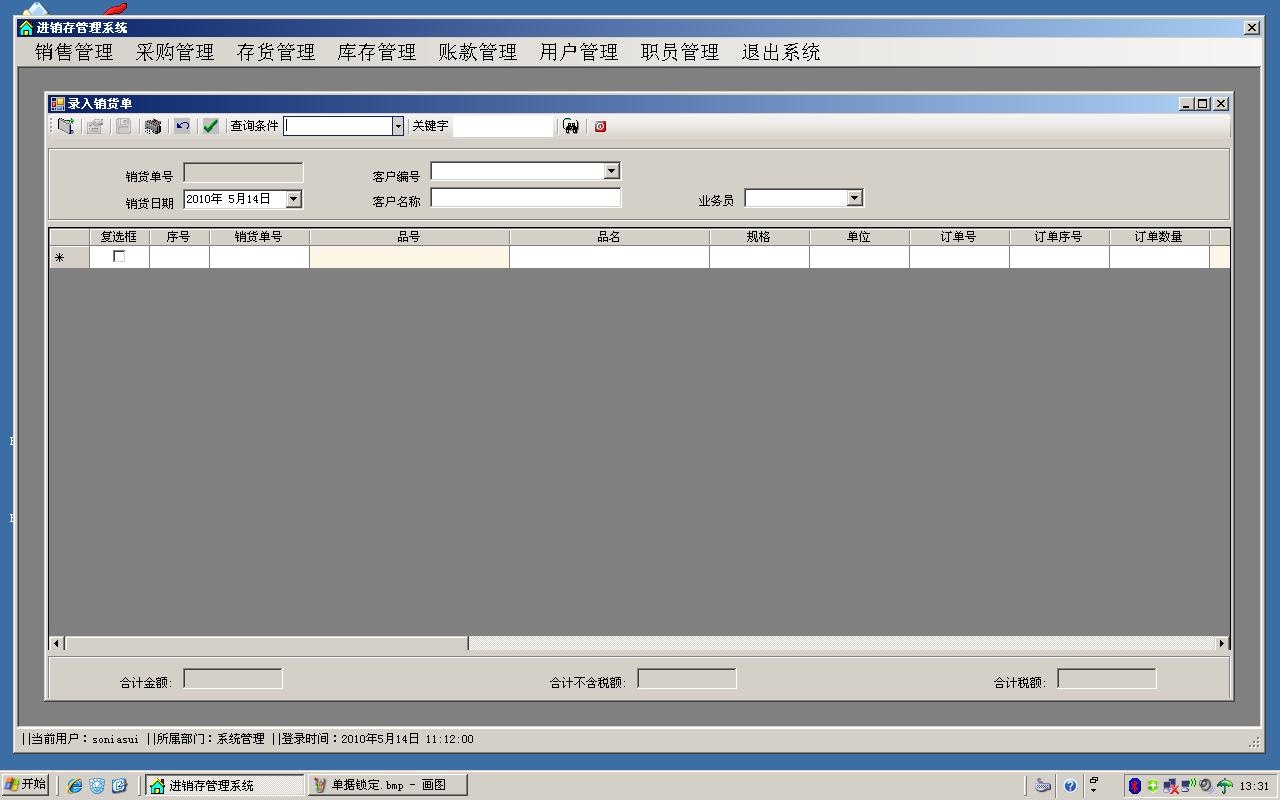 进销存管理系统
销售管理 采购管理 存货管理 库存管理 账款管理 用户管理 职员管理 退出系统
录入销货单
查询条件 关键字
销货单号 客户编号
销货日期 2010年 5月14日 客户名称 业务员
复选框 序号 销货单号 品号 品名 规格 单位 订单号 订单序号 订单数量
合计金额: 合计不含税额: 合计税额:
||当前用户：soniasui ||所属部门：系统管理 ||登录时间：2010年5月14日 11:12:00
开始 进销存管理系统 单据锁定.bmp - 画图 13:31